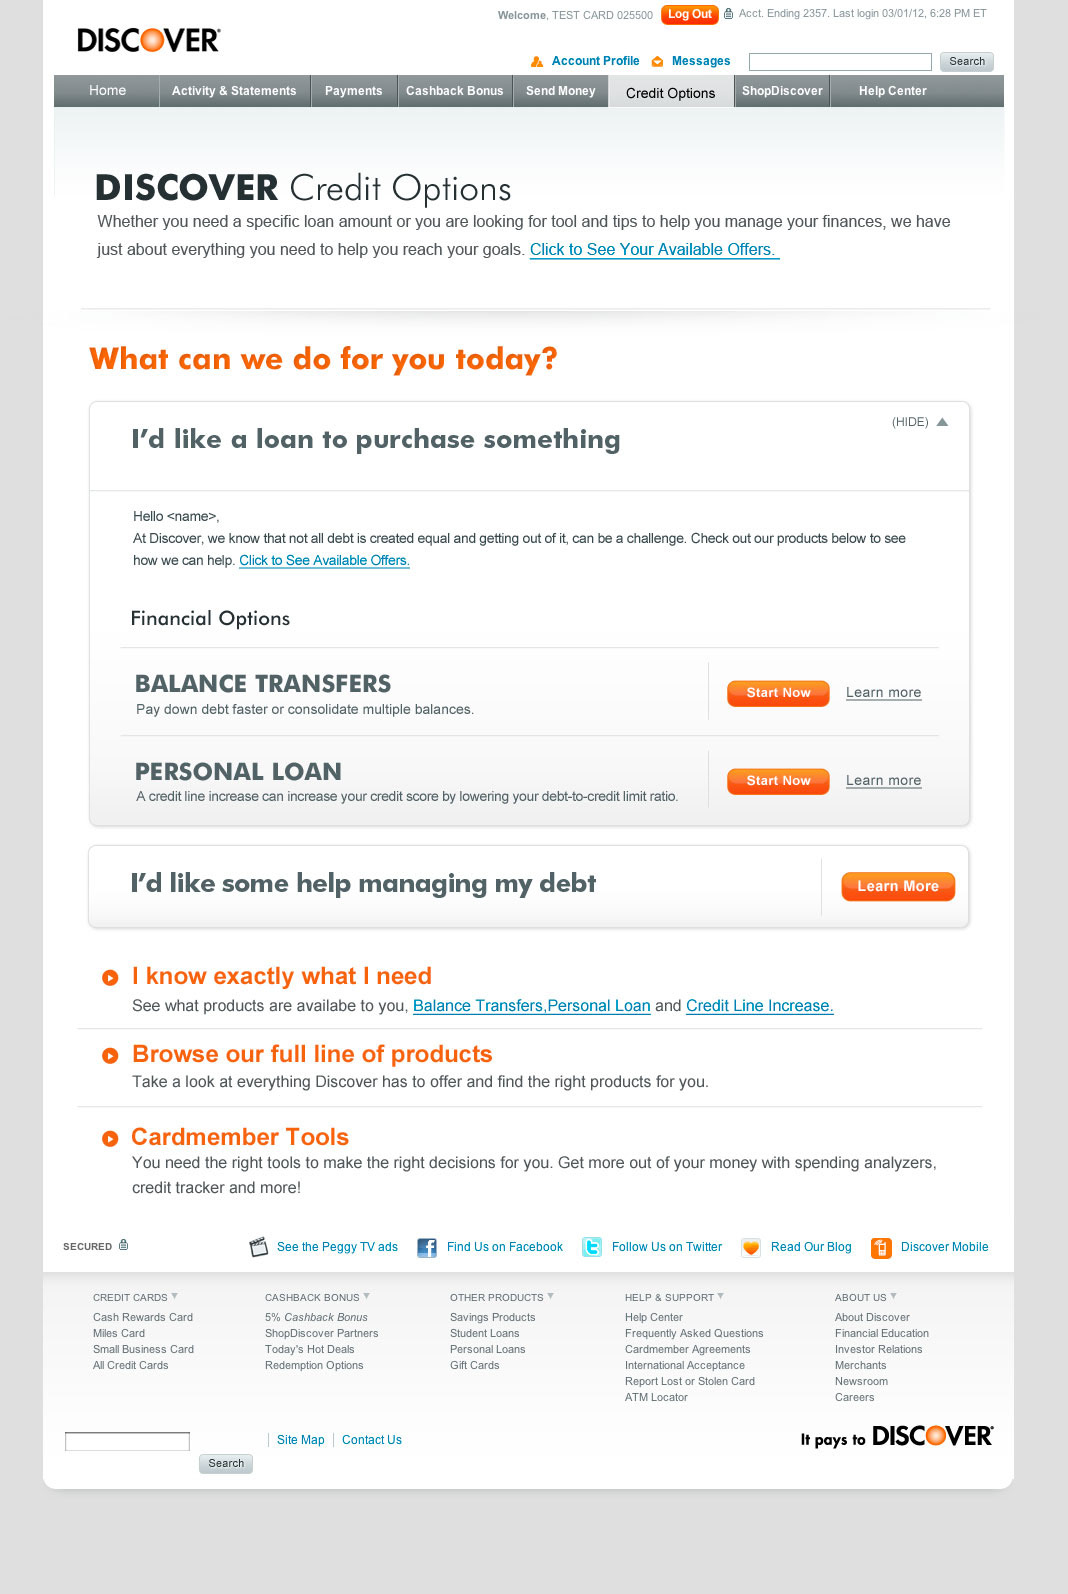 Welcome, TEST CARD 025500 Log Out Acct. Ending 2357. Last login 03/01/12, 6:28 PM ET
DISCOVER
Account Profile Messages Search
Home Activity & Statements Payments Cashback Bonus Send Money Credit Options ShopDiscover Help Center
DISCOVER Credit Options
Whether you need a specific loan amount or you are looking for tool and tips to help you manage your finances, we have
just about everything you need to help you reach your goals. Click to See Your Available Offers.
What can we do for you today?
I'd like a loan to purchase something
(HIDE)
Hello <name>,
At Discover, we know that not all debt is created equal and getting out of it, can be a challenge. Check out our products below to see
how we can help. Click to See Available Offers.
Financial Options
BALANCE TRANSFERS
Pay down debt faster or consolidate multiple balances.
Start Now Learn more
PERSONAL LOAN
A credit line increase can increase your credit score by lowering your debt-to-credit limit ratio.
Start Now Learn more
I'd like some help managing my debt
Learn More
I know exactly what I need
See what products are availabe to you, Balance Transfers,Personal Loan and Credit Line Increase.
Browse our full line of products
Take a look at everything Discover has to offer and find the right products for you.
Cardmember Tools
You need the right tools to make the right decisions for you. Get more out of your money with spending analyzers,
credit tracker and more!
SECURED See the Peggy TV ads Find Us on Facebook Follow Us on Twitter Read Our Blog Discover Mobile
CREDIT CARDS
Cash Rewards Card
Miles Card
Small Business Card
All Credit Cards
CASHBACK BONUS
5% Cashback Bonus
ShopDiscover Partners
Today's Hot Deals
Redemption Options
OTHER PRODUCTS
Savings Products
Student Loans
Personal Loans
Gift Cards
HELP & SUPPORT
Help Center
Frequently Asked Questions
Cardmember Agreements
International Acceptance
Report Lost or Stolen Card
ATM Locator
ABOUT US
About Discover
Financial Education
Investor Relations
Merchants
Newsroom
Careers
Search
Site Map Contact Us
It pays to DISCOVER